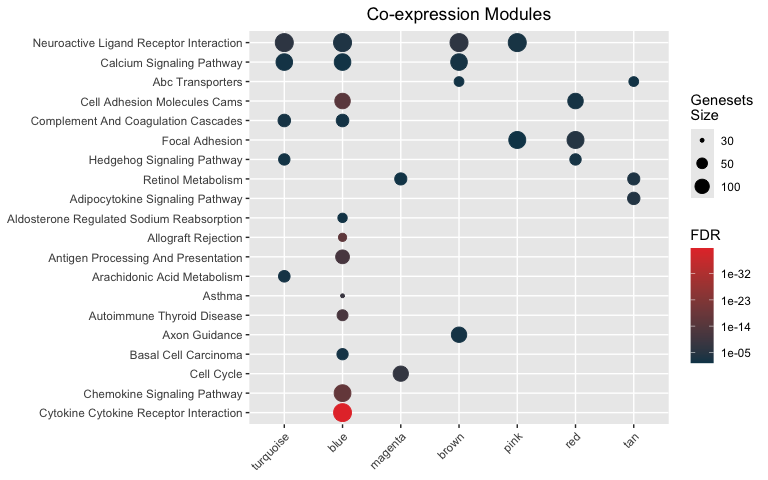 Co-expression Modules
Neuroactive Ligand Receptor Interaction
Calcium Signaling Pathway
Abc Transporters
Cell Adhesion Molecules Cams
Complement And Coagulation Cascades
Focal Adhesion
Hedgehog Signaling Pathway
Retinol Metabolism
Adipocytokine Signaling Pathway
Aldosterone Regulated Sodium Reabsorption
Allograft Rejection
Antigen Processing And Presentation
Arachidonic Acid Metabolism
Asthma
Autoimmune Thyroid Disease
Axon Guidance
Basal Cell Carcinoma
Cell Cycle
Chemokine Signaling Pathway
Cytokine Cytokine Receptor Interaction
turquoise
blue
magenta
brown
pink
red
tan
Genesets
Size
30
50
100
FDR
1e-32
1e-23
1e-14
1e-05